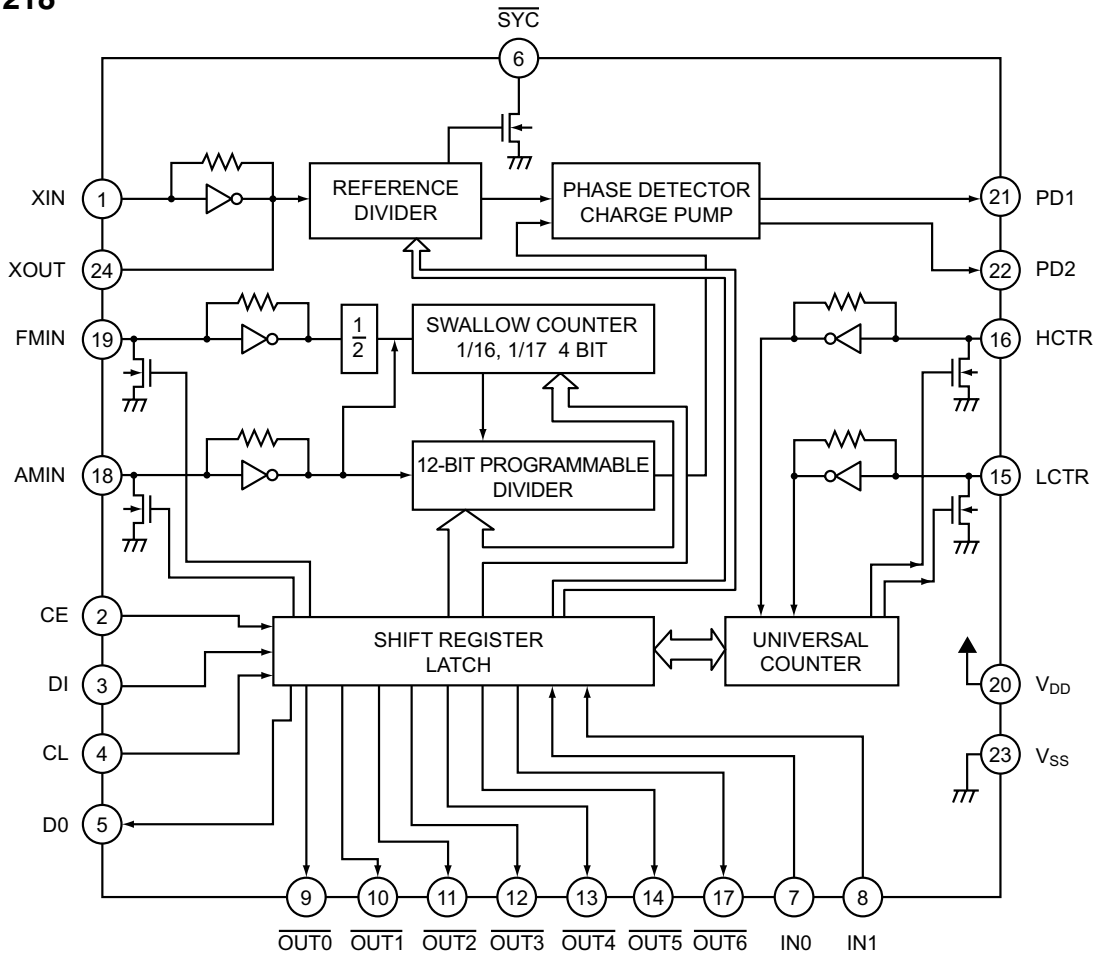 218
SYC
6
XIN
1
REFERENCE
DIVIDER
PHASE DETECTOR
CHARGE PUMP
21
PD1
XOUT
24
22
PD2
FMIN
19
1
2
SWALLOW COUNTER
1/16, 1/17 4 BIT
16
HCTR
AMIN
18
12-BIT PROGRAMMABLE
DIVIDER
15
LCTR
CE
2
SHIFT REGISTER
LATCH
UNIVERSAL
COUNTER
DI
3
20
VDD
CL
4
23
VSS
D0
5
9
10
11
12
13
14
17
7
8
OUT0
OUT1
OUT2
OUT3
OUT4
OUT5
OUT6
IN0
IN1